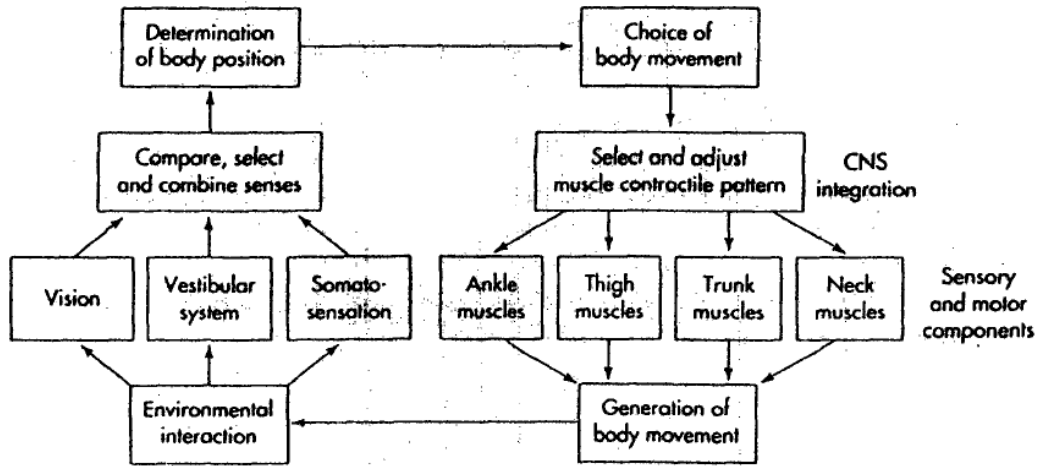 Determination
of body position
Choice of
body movement
Compare, select
and combine senses
Select and adjust
muscle contractile pattern
CNS
integration
Vision
Vestibular
system
Somato-
sensation
Ankle
muscles
Thigh
muscles
Trunk
muscles
Neck
muscles
Sensory
and motor
components
Environmental
interaction
Generation of
body movement